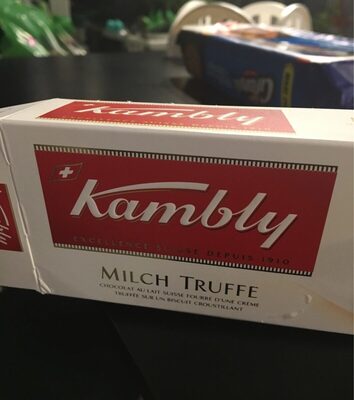 Kambly
Kambly
EXCELLENCE SUISSE DEPUIS 1910
MILCH TRUFFE
CHOCOLAT AU LAIT SUISSE FOURRÉ D'UNE CRÈME
TRUFFÉE SUR UN BISCUIT CROUSTILLANT